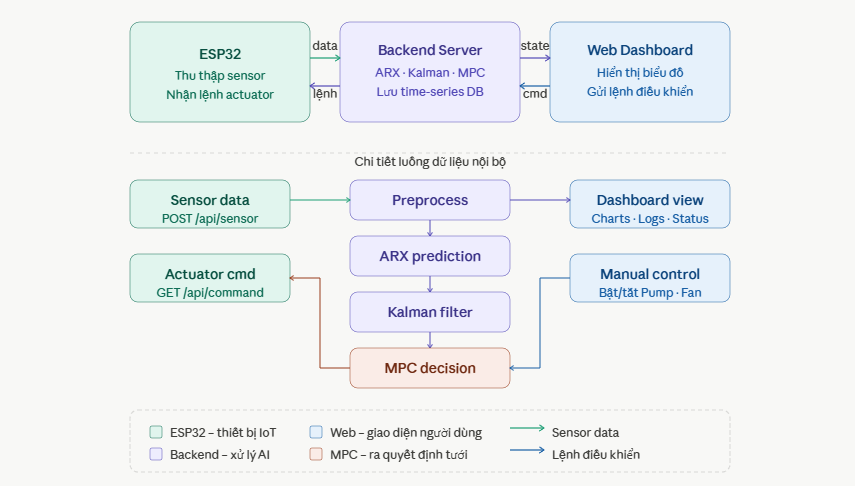 ESP32
Thu thập sensor
Nhận lệnh actuator
data
lệnh
Backend Server
ARX · Kalman · MPC
Lưu time-series DB
state
cmd
Web Dashboard
Hiển thị biểu đồ
Gửi lệnh điều khiển
Chi tiết luồng dữ liệu nội bộ
Sensor data
POST /api/sensor
Preprocess
Dashboard view
Charts · Logs · Status
ARX prediction
Actuator cmd
GET /api/command
Manual control
Bật/tắt Pump · Fan
Kalman filter
MPC decision
ESP32 – thiết bị IoT
Web – giao diện người dùng
Sensor data
Backend – xử lý AI
MPC – ra quyết định tưới
Lệnh điều khiển